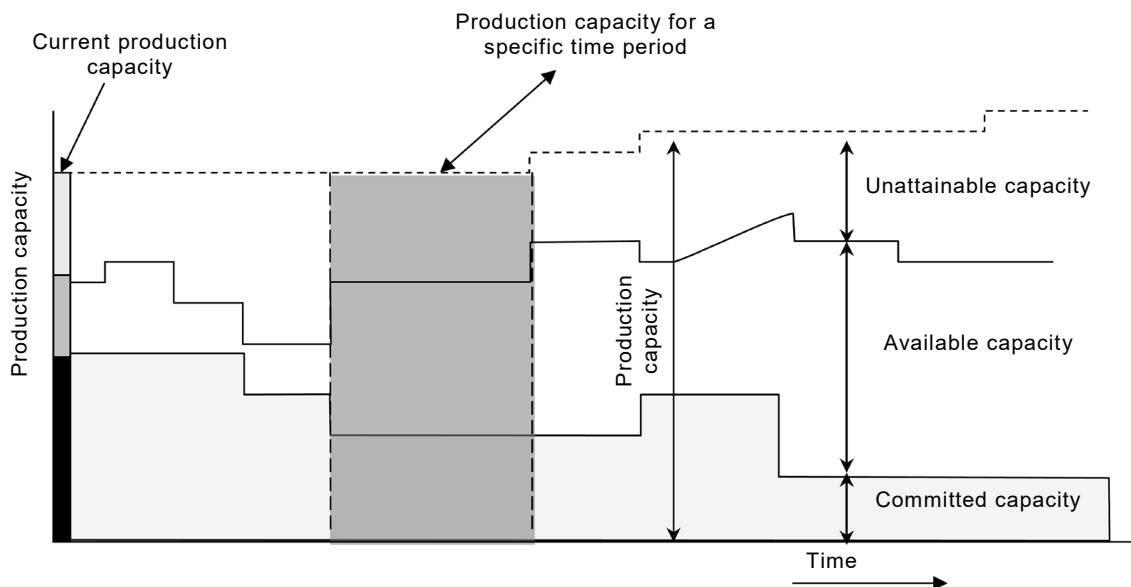 Production capacity for a
specific time period
Current production
capacity
Unattainable capacity
Production capacity
Production
capacity
Available capacity
Committed capacity
Time